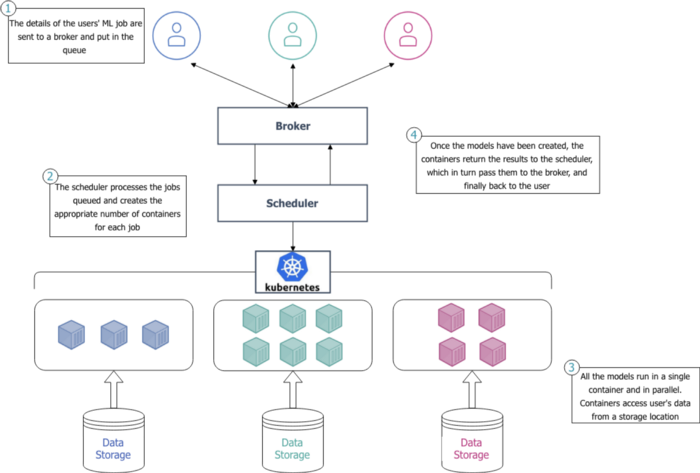 1
The details of the users' ML job are
sent to a broker and put in the
queue
Broker
4
Once the models have been created, the
containers return the results to the scheduler,
which in turn pass them to the broker, and
finally back to the user
2
The scheduler processes the jobs
queued and creates the
appropriate number of containers
for each job
Scheduler
kubernetes
3
All the models run in a single
container and in parallel.
Containers access user's data
from a storage location
Data
Storage
Data
Storage
Data
Storage